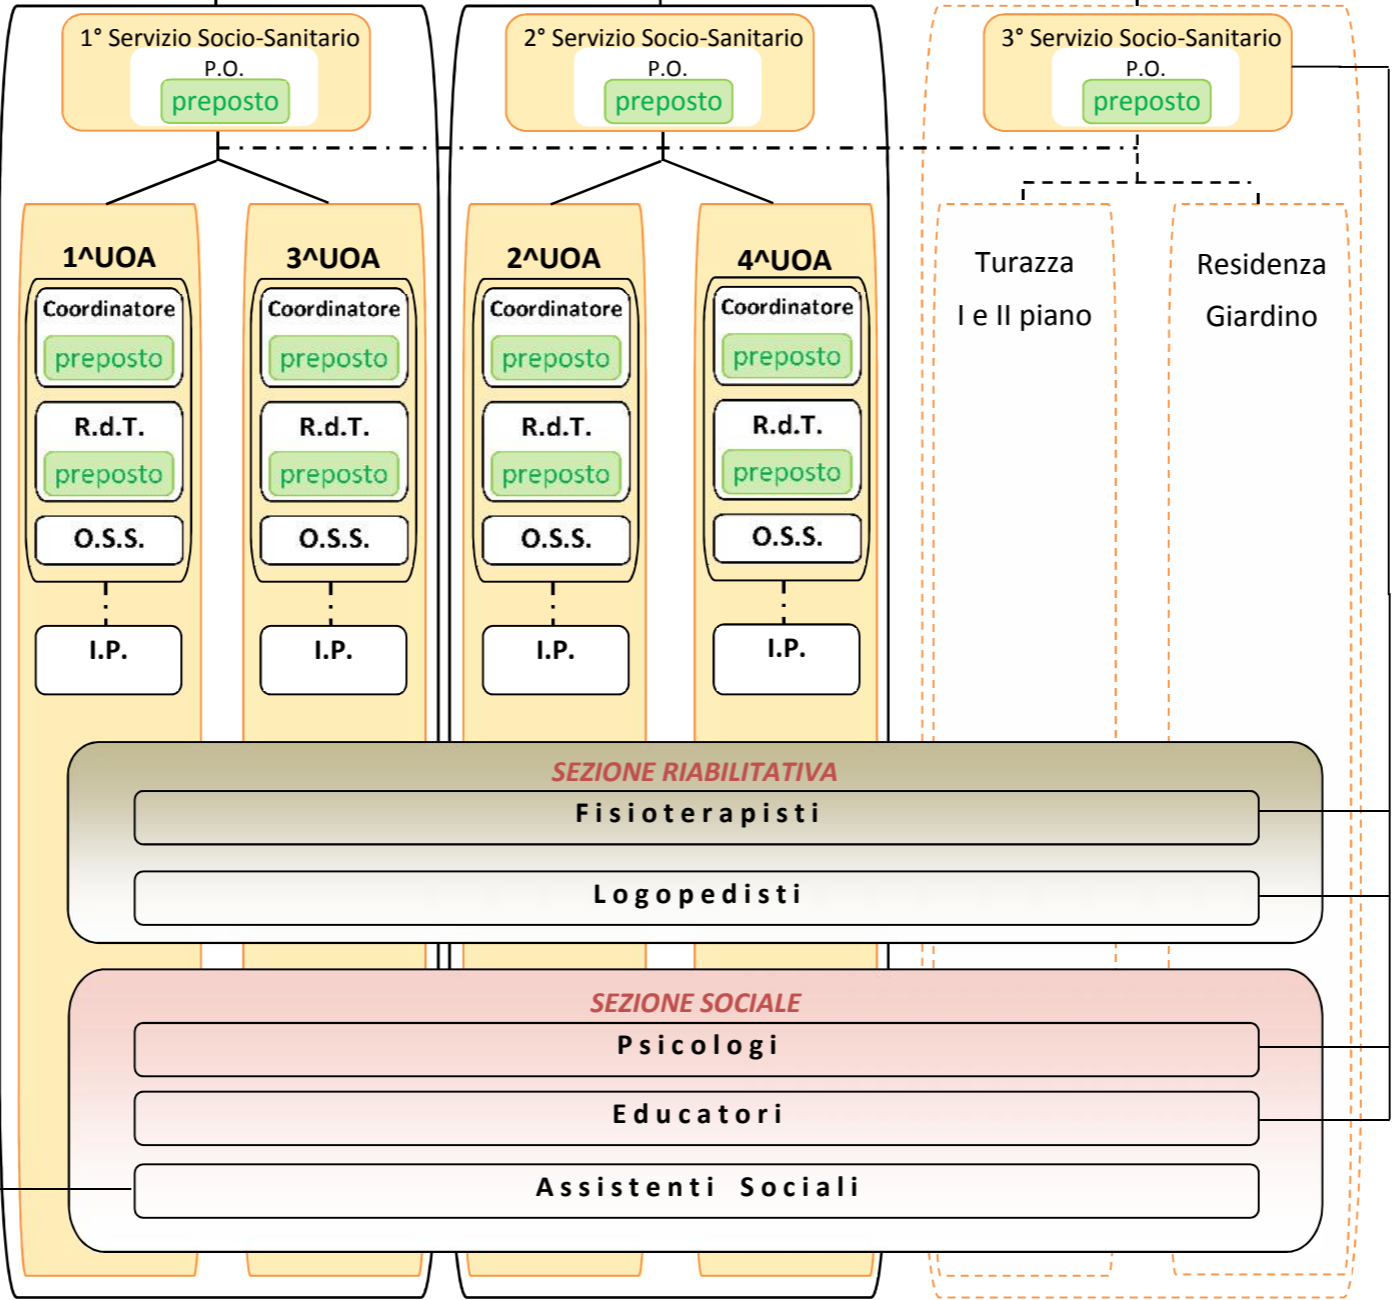 1° Servizio Socio-Sanitario
P.O.
preposto
2° Servizio Socio-Sanitario
P.O.
preposto
3° Servizio Socio-Sanitario
P.O.
preposto
1^UOA
Coordinatore
preposto
R.d.T.
preposto
O.S.S.
I.P.
3^UOA
Coordinatore
preposto
R.d.T.
preposto
O.S.S.
I.P.
2^UOA
Coordinatore
preposto
R.d.T.
preposto
O.S.S.
I.P.
4^UOA
Coordinatore
preposto
R.d.T.
preposto
O.S.S.
I.P.
Turazza
I e II piano
Residenza
Giardino
SEZIONE RIABILITATIVA
Fisioterapisti
Logopedisti
SEZIONE SOCIALE
Psicologi
Educatori
Assistenti Sociali